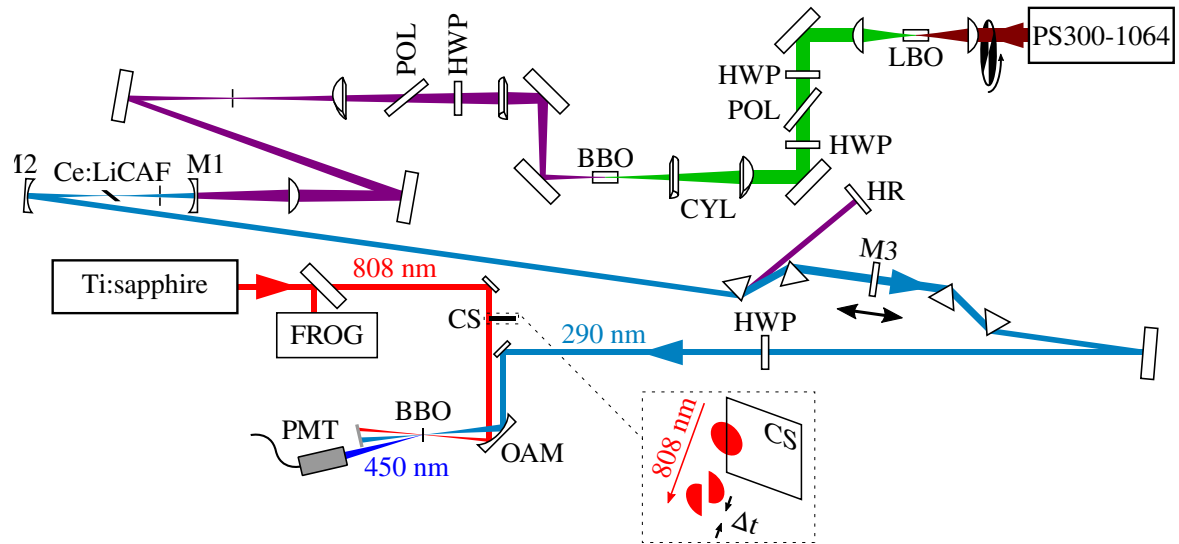 PS300-1064
LBO
POL
HWP
HWP
POL
HWP
BBO
CYL
M1
Ce:LiCAF
HR
M3
Ti:sapphire
808 nm
FROG
CS
HWP
290 nm
BBO
PMT
OAM
450 nm
CS
808 nm
Δt